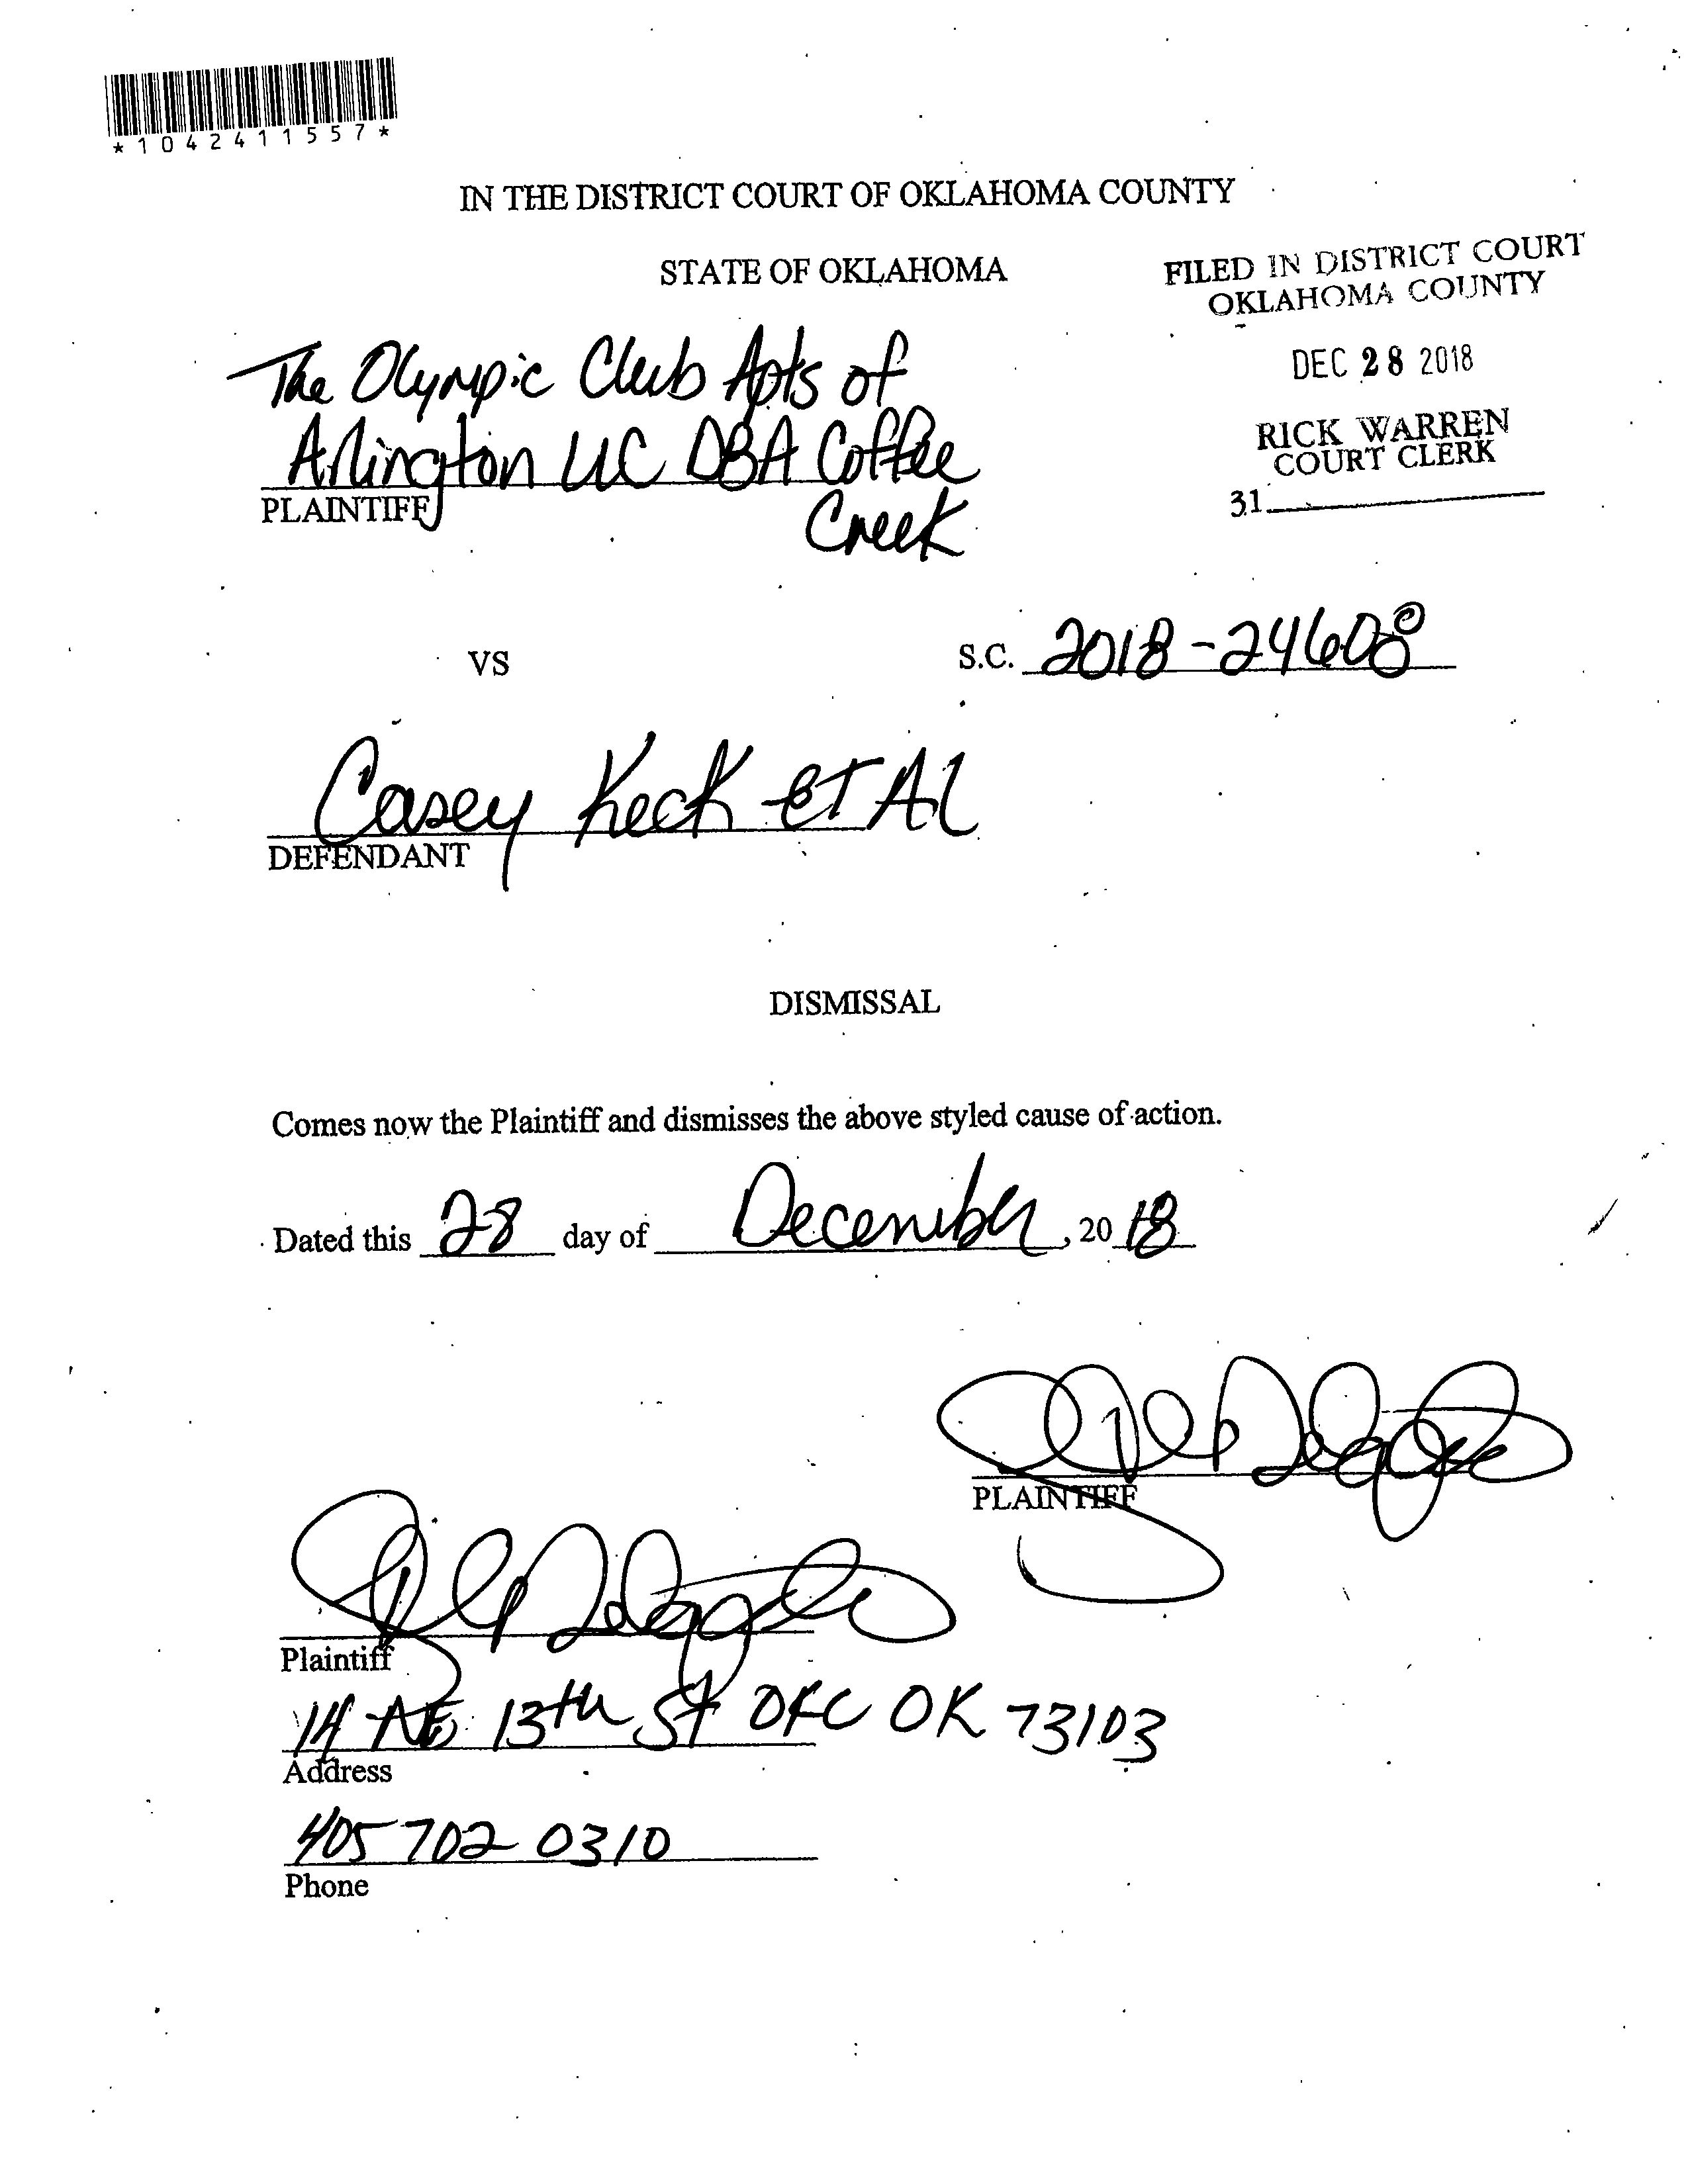 *1042411557*
IN THE DISTRICT COURT OF OKLAHOMA COUNTY
STATE OF OKLAHOMA
FILED IN DISTRICT COURT
OKLAHOMA COUNTY
DEC 28 2018
RICK WARREN
COURT CLERK
31
The Olympic Club Apts of
Arlington LLC DBA Coffee
Creek
PLAINTIFF
VS
S.C. 2018-24608
Casey Keck et Al
DEFENDANT
DISMISSAL
Comes now the Plaintiff and dismisses the above styled cause of action.
Dated this 28 day of December, 20 18
PLAINTIFF
Plaintiff
14 NE 13th St OKC OK 73103
Address
405 702 0310
Phone